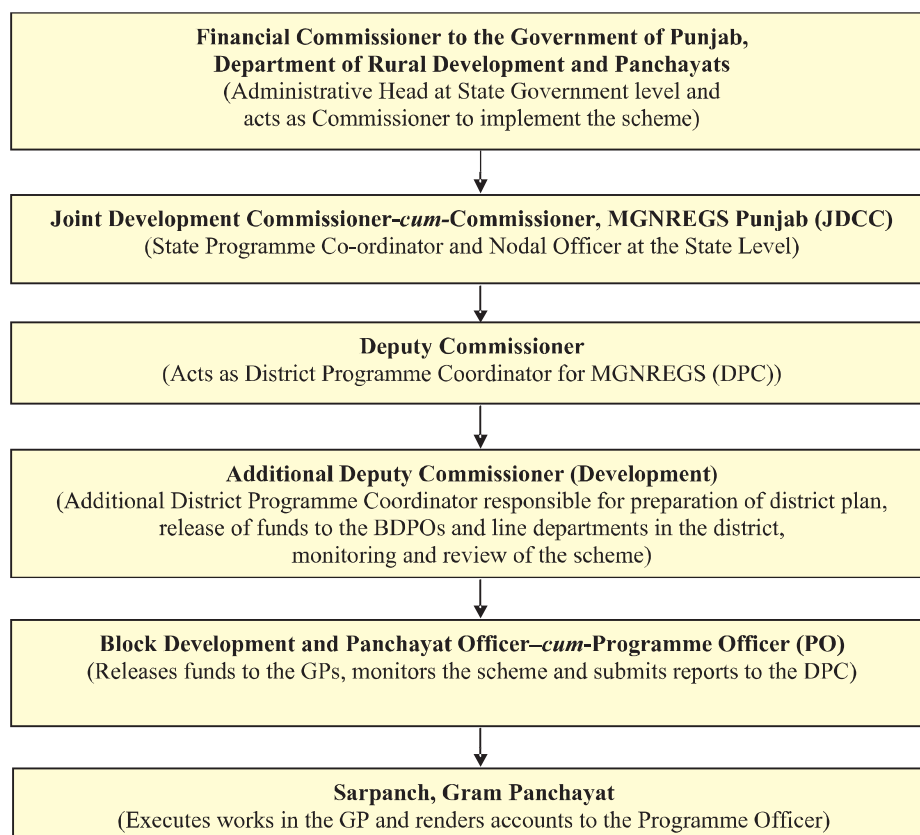 Financial Commissioner to the Government of Punjab,
Department of Rural Development and Panchayats
(Administrative Head at State Government level and
acts as Commissioner to implement the scheme)
Joint Development Commissioner-cum-Commissioner, MGNREGS Punjab (JDCC)
(State Programme Co-ordinator and Nodal Officer at the State Level)
Deputy Commissioner
(Acts as District Programme Coordinator for MGNREGS (DPC))
Additional Deputy Commissioner (Development)
(Additional District Programme Coordinator responsible for preparation of district plan,
release of funds to the BDPOs and line departments in the district,
monitoring and review of the scheme)
Block Development and Panchayat Officer–cum-Programme Officer (PO)
(Releases funds to the GPs, monitors the scheme and submits reports to the DPC)
Sarpanch, Gram Panchayat
(Executes works in the GP and renders accounts to the Programme Officer)